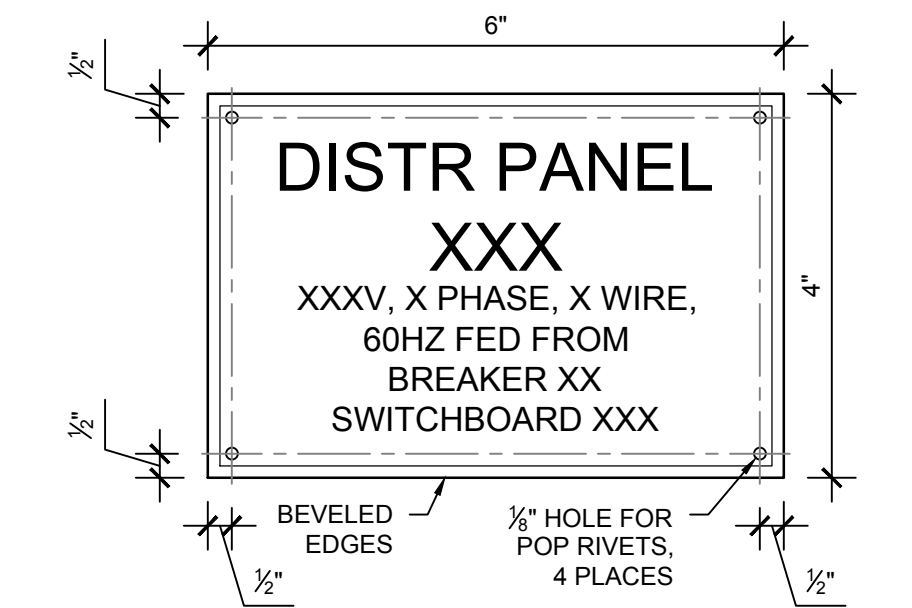 6"
½"
DISTR PANEL
XXX
XXXV, X PHASE, X WIRE,
60HZ FED FROM
BREAKER XX
SWITCHBOARD XXX
4"
½"
BEVELED
EDGES
⅛" HOLE FOR
POP RIVETS,
4 PLACES
½"
½"